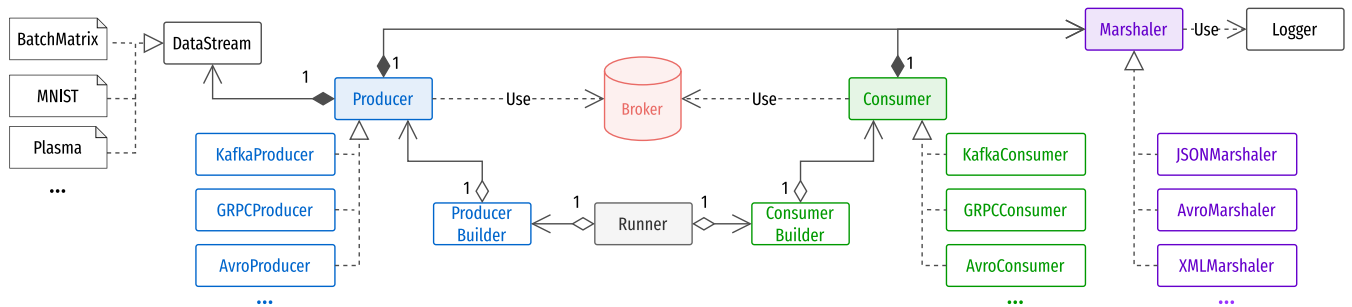 BatchMatrix
MNIST
Plasma
...
DataStream
1
1
Producer
Use
Broker
Use
1
Consumer
Marshaler
Use
Logger
KafkaProducer
GRPCProducer
AvroProducer
...
1
Producer
Builder
1
Runner
1
1
Consumer
Builder
KafkaConsumer
GRPCConsumer
AvroConsumer
...
JSONMarshaler
AvroMarshaler
XMLMarshaler
...